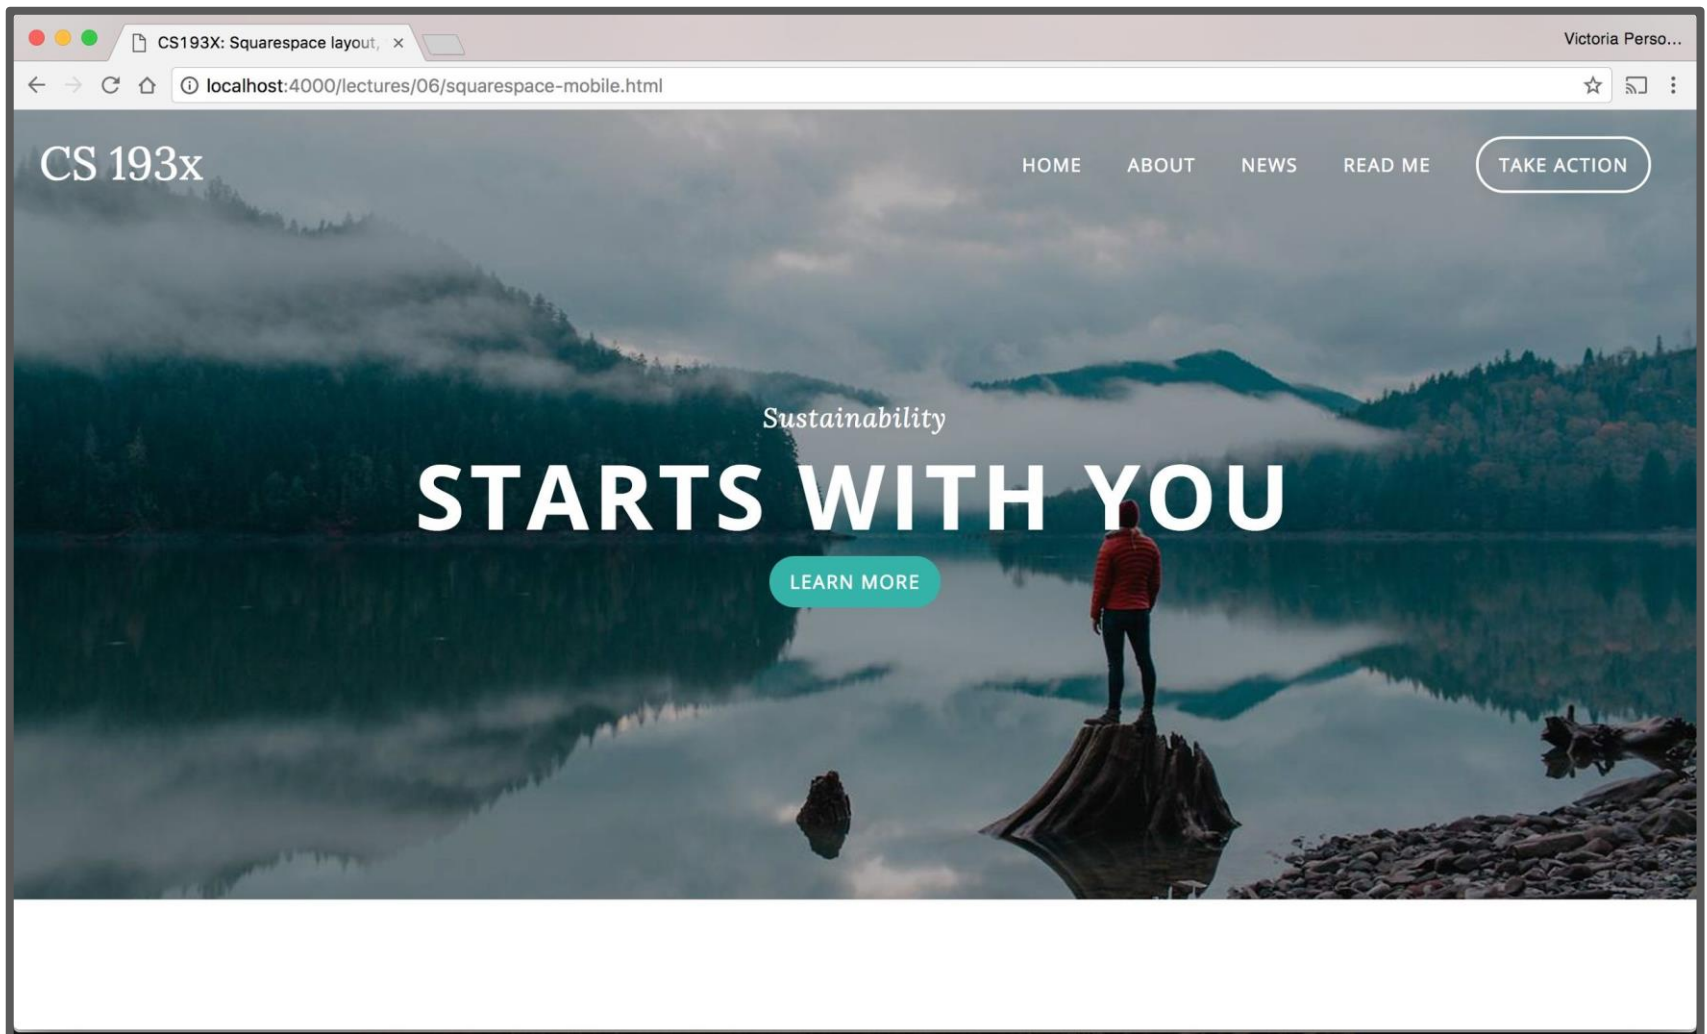 CS193X: Squarespace layout,
Victoria Perso...
localhost:4000/lectures/06/squarespace-mobile.html
CS 193x
HOME ABOUT NEWS READ ME TAKE ACTION
Sustainability
STARTS WITH YOU
LEARN MORE